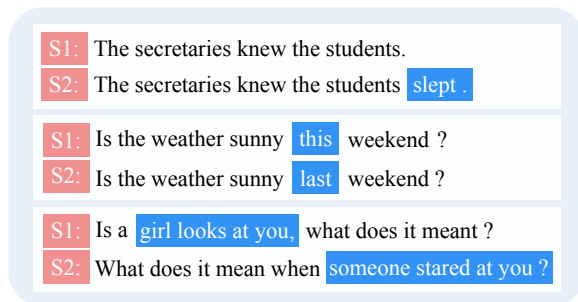 S1: The secretaries knew the students.
S2: The secretaries knew the students slept .
S1: Is the weather sunny this weekend ?
S2: Is the weather sunny last weekend ?
S1: Is a girl looks at you, what does it meant ?
S2: What does it mean when someone stared at you ?